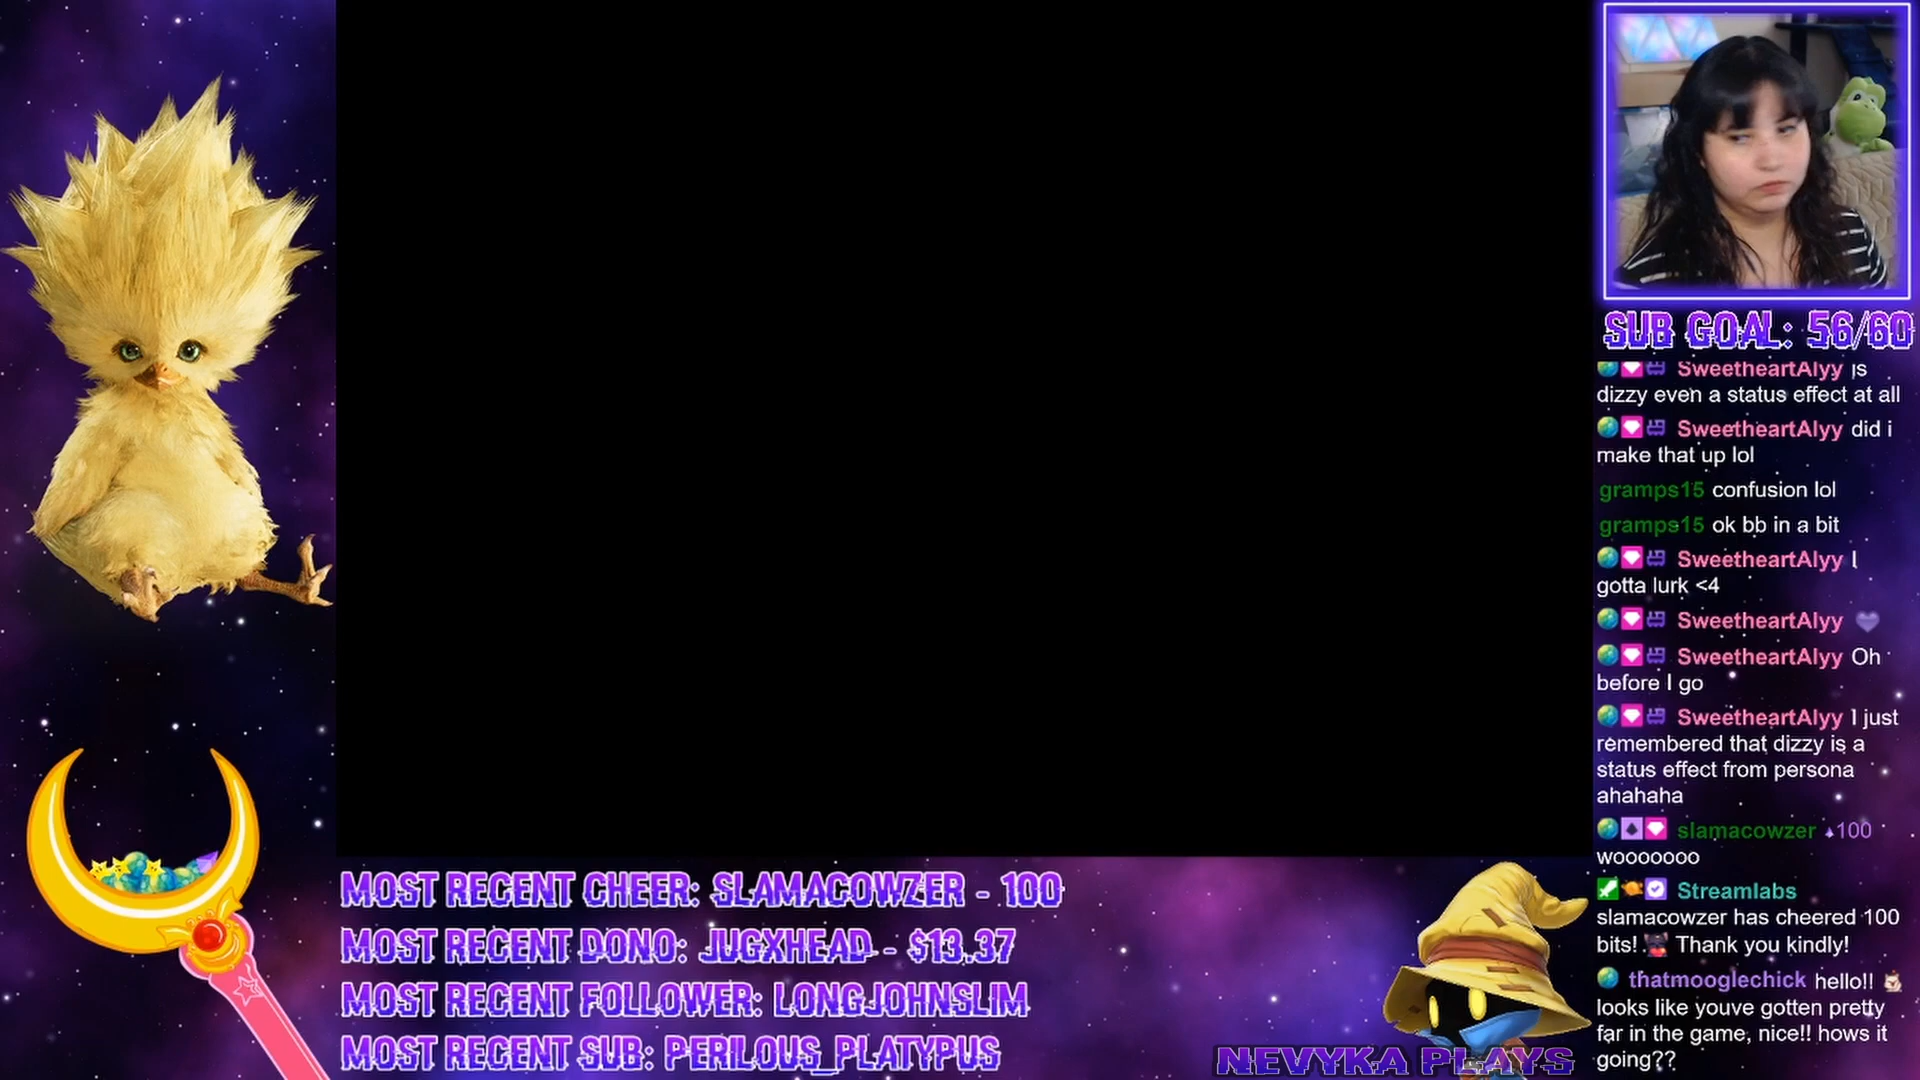 SUB GOAL: 56/60
SweetheartAlyy is
dizzy even a status effect at all
SweetheartAlyy did i
make that up lol
gramps15 confusion lol
gramps15 ok bb in a bit
SweetheartAlyy I
gotta lurk <4
SweetheartAlyy
SweetheartAlyy Oh
before I go
SweetheartAlyy I just
remembered that dizzy is a
status effect from persona
ahahaha
slamacowzer 100
wooooooo
Streamlabs
slamacowzer has cheered 100
bits! Thank you kindly!
thatmooglechick hello!!
looks like youve gotten pretty
far in the game, nice!! hows it
going??
MOST RECENT CHEER: SLAMACOWZER - 100
MOST RECENT DONO: JUGXHEAD - $13.37
MOST RECENT FOLLOWER: LONGJOHNSLIM
MOST RECENT SUB: PERILOUS_PLATYPUS
NEVYKA PLAYS